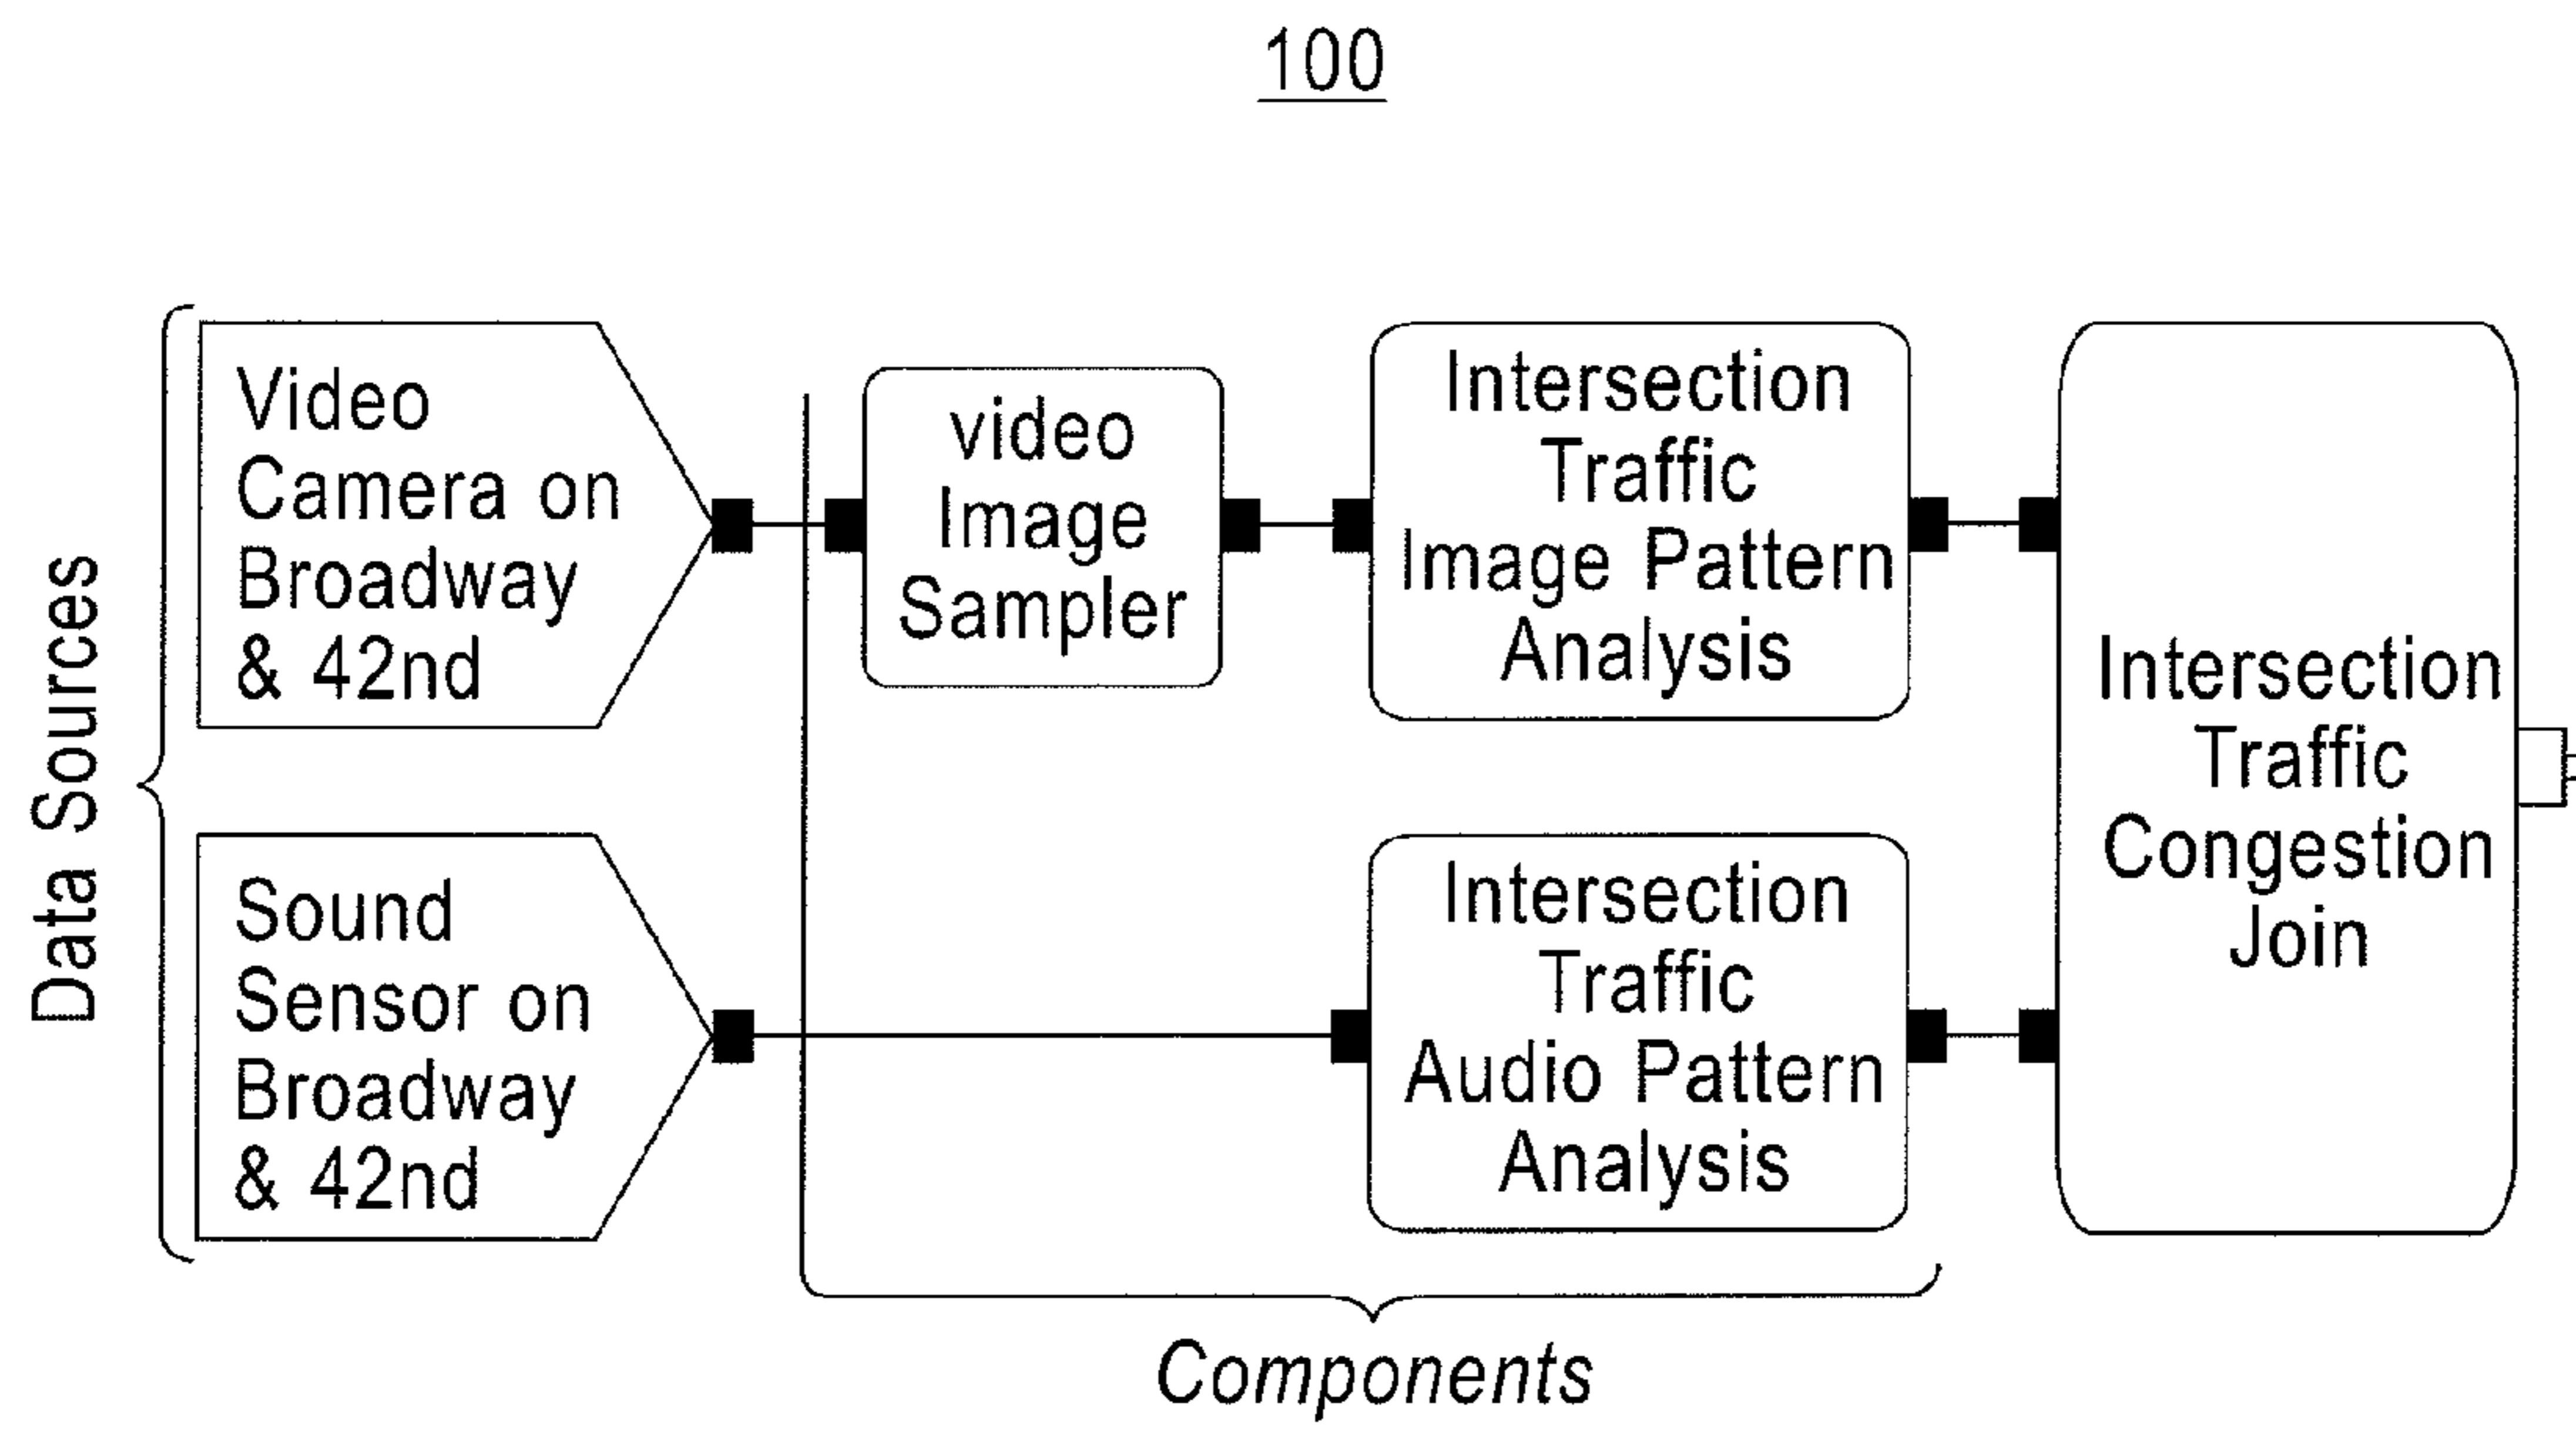 100
Data Sources
Video
Camera on
Broadway
& 42nd
video
Image
Sampler
Intersection
Traffic
Image Pattern
Analysis
Sound
Sensor on
Broadway
& 42nd
Intersection
Traffic
Audio Pattern
Analysis
Intersection
Traffic
Congestion
Join
Components